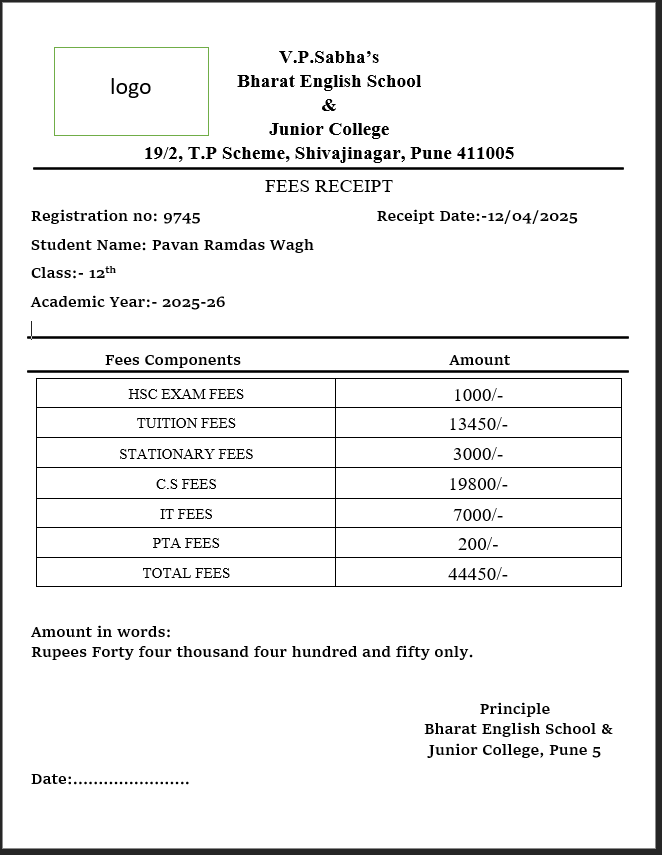 logo
V.P.Sabha’s
Bharat English School
&
Junior College
19/2, T.P Scheme, Shivajinagar, Pune 411005
FEES RECEIPT
Registration no: 9745 Receipt Date:-12/04/2025
Student Name: Pavan Ramdas Wagh
Class:- 12th
Academic Year:- 2025-26
Fees Components Amount
HSC EXAM FEES 1000/-
TUITION FEES 13450/-
STATIONARY FEES 3000/-
C.S FEES 19800/-
IT FEES 7000/-
PTA FEES 200/-
TOTAL FEES 44450/-
Amount in words:
Rupees Forty four thousand four hundred and fifty only.
Principle
Bharat English School &
Junior College, Pune 5
Date:.......................